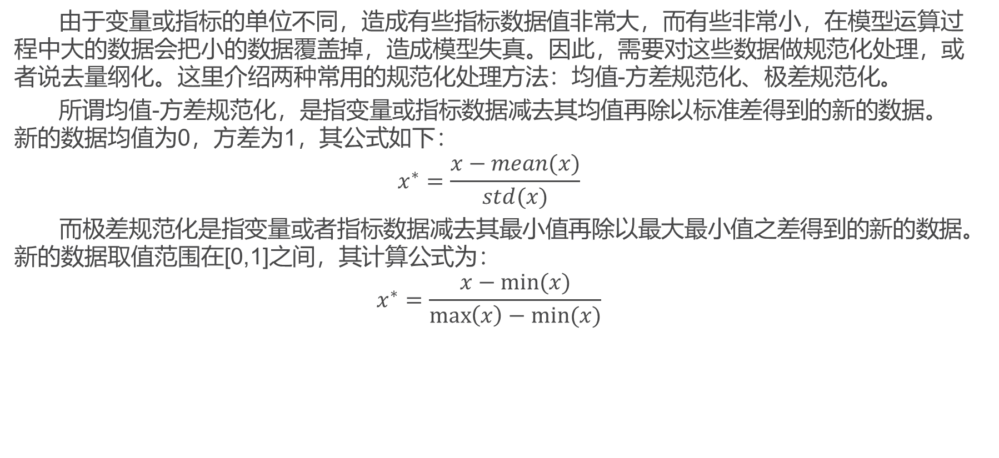 由于变量或指标的单位不同，造成有些指标数据值非常大，而有些非常小，在模型运算过
程中大的数据会把小的数据覆盖掉，造成模型失真。因此，需要对这些数据做规范化处理，或
者说去量纲化。这里介绍两种常用的规范化处理方法：均值-方差规范化、极差规范化。
所谓均值-方差规范化，是指变量或指标数据减去其均值再除以标准差得到的新的数据。
新的数据均值为0，方差为1，其公式如下：
x* = (x − mean(x)) / std(x)
而极差规范化是指变量或者指标数据减去其最小值再除以最大最小值之差得到的新的数据。
新的数据取值范围在[0,1]之间，其计算公式为：
x* = (x − min(x)) / (max(x) − min(x))